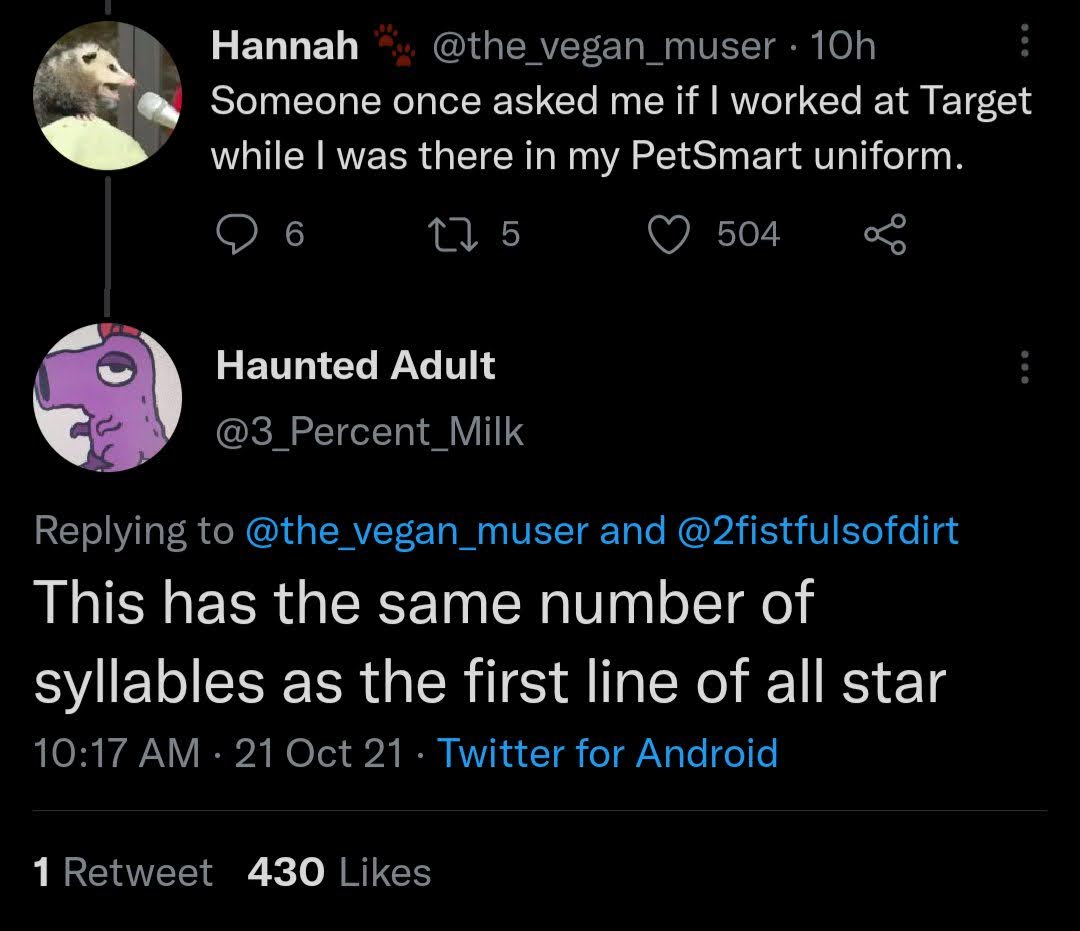 Hannah 🐾 @the_vegan_muser · 10h
Someone once asked me if I worked at Target
while I was there in my PetSmart uniform.
6 5 504
Haunted Adult
@3_Percent_Milk
Replying to @the_vegan_muser and @2fistfulsofdirt
This has the same number of
syllables as the first line of all star
10:17 AM · 21 Oct 21 · Twitter for Android
1 Retweet 430 Likes